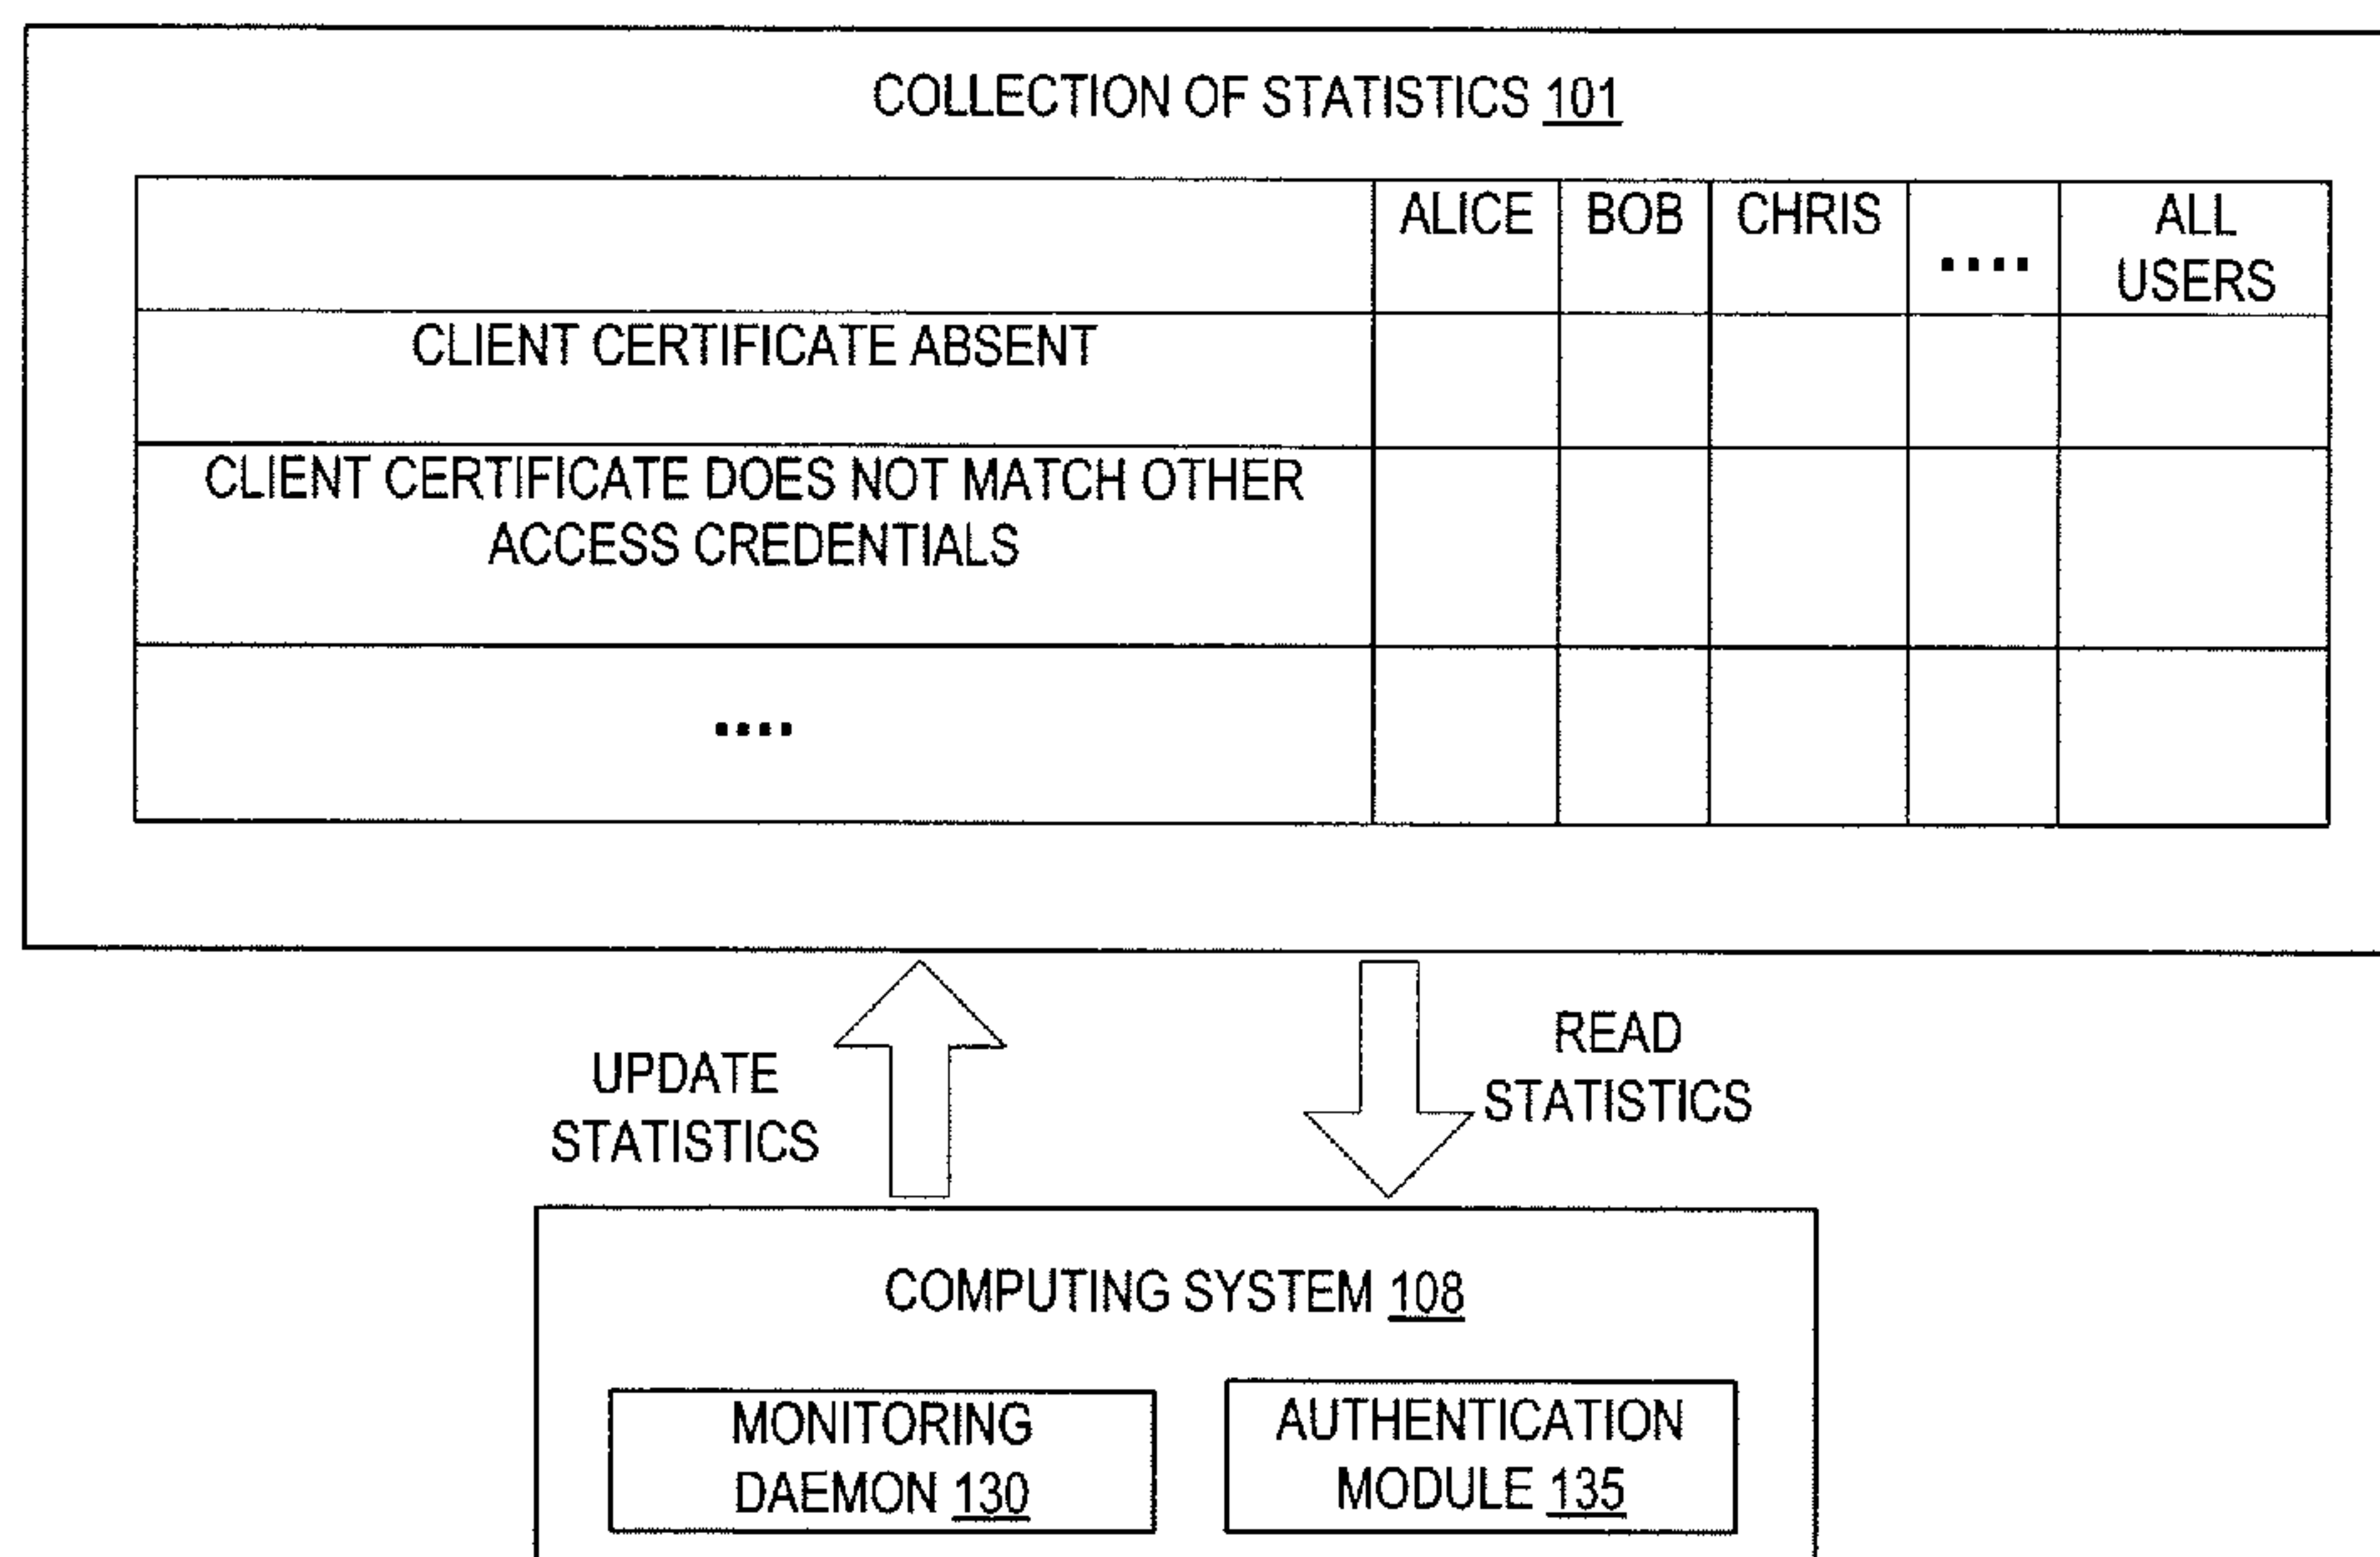 COLLECTION OF STATISTICS 101
ALICE BOB CHRIS .... ALL
USERS
CLIENT CERTIFICATE ABSENT
CLIENT CERTIFICATE DOES NOT MATCH OTHER
ACCESS CREDENTIALS
....
UPDATE
STATISTICS
READ
STATISTICS
COMPUTING SYSTEM 108
MONITORING
DAEMON 130
AUTHENTICATION
MODULE 135